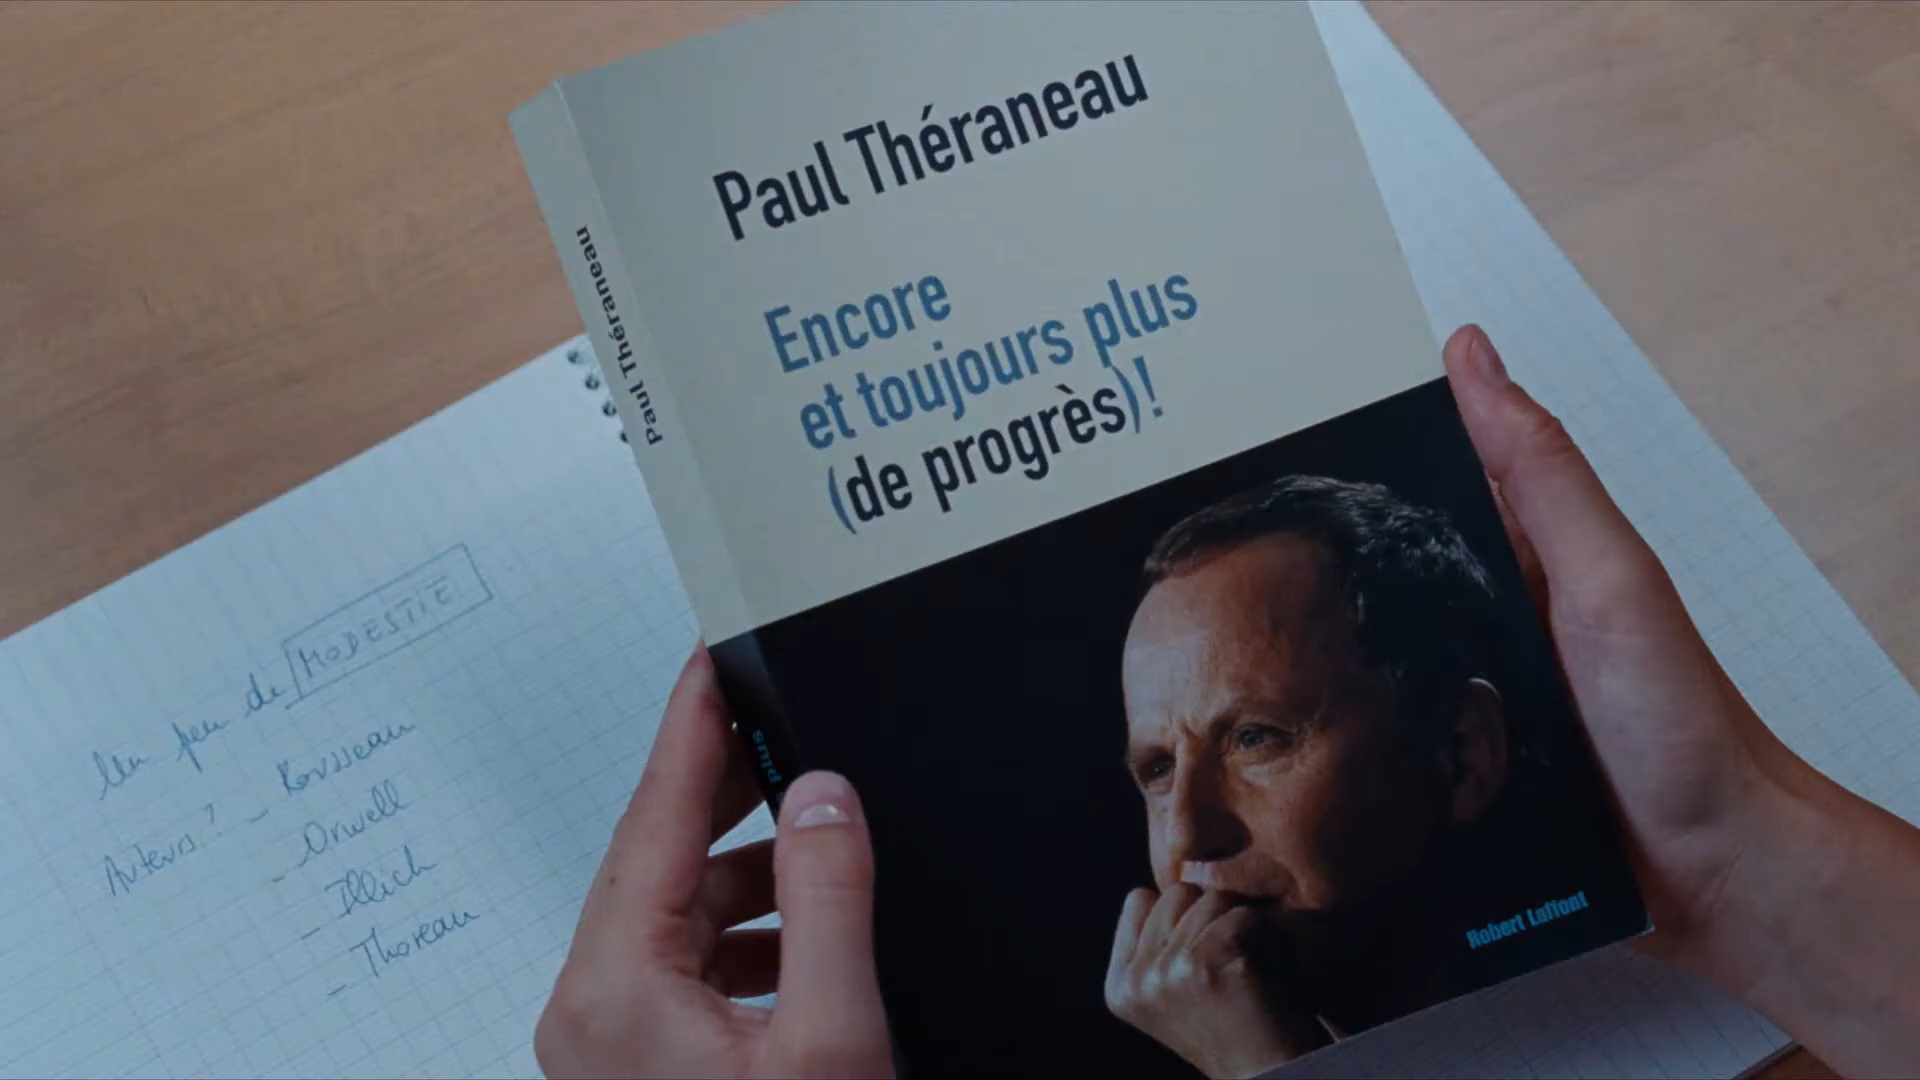 Paul Théraneau
Encore
et toujours plus
(de progrès)!
Robert Laffont
Paul Théraneau
plus
Un peu de MODESTIE
Auteurs? - Rousseau
- Orwell
- Illich
- Thoreau